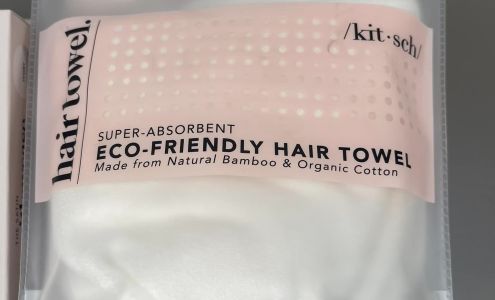 hair towel.
/kit·sch/
SUPER-ABSORBENT
ECO-FRIENDLY HAIR TOWEL
Made from Natural Bamboo & Organic Cotton